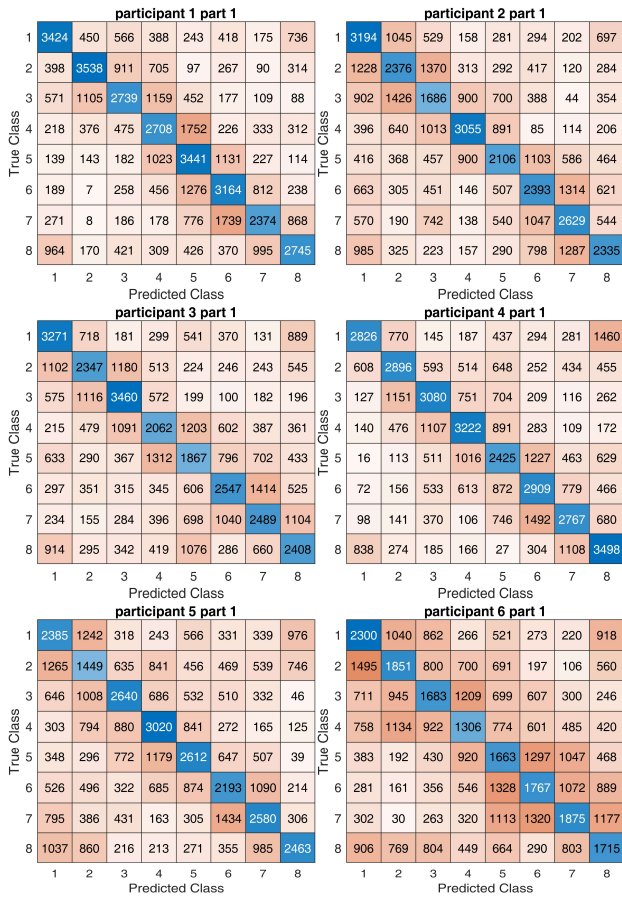 participant 1 part 1
1 3424 450 566 388 243 418 175 736
2 398 3538 911 705 97 267 90 314
3 571 1105 2739 1159 452 177 109 88
4 218 376 475 2708 1752 226 333 312
5 139 143 182 1023 3441 1131 227 114
6 189 7 258 456 1276 3164 812 238
7 271 8 186 178 776 1739 2374 868
8 964 170 421 309 426 370 995 2745
True Class
1 2 3 4 5 6 7 8
Predicted Class
participant 2 part 1
1 3194 1045 529 158 281 294 202 697
2 1228 2376 1370 313 292 417 120 284
3 902 1426 1686 900 700 388 44 354
4 396 640 1013 3055 891 85 114 206
5 416 368 457 900 2106 1103 586 464
6 663 305 451 146 507 2393 1314 621
7 570 190 742 138 540 1047 2629 544
8 985 325 223 157 290 798 1287 2335
True Class
1 2 3 4 5 6 7 8
Predicted Class
participant 3 part 1
1 3271 718 181 299 541 370 131 889
2 1102 2347 1180 513 224 246 243 545
3 575 1116 3460 572 199 100 182 196
4 215 479 1091 2062 1203 602 387 361
5 633 290 367 1312 1867 796 702 433
6 297 351 315 345 606 2547 1414 525
7 234 155 284 396 698 1040 2489 1104
8 914 295 342 419 1076 286 660 2408
True Class
1 2 3 4 5 6 7 8
Predicted Class
participant 4 part 1
1 2826 770 145 187 437 294 281 1460
2 608 2896 593 514 648 252 434 455
3 127 1151 3080 751 704 209 116 262
4 140 476 1107 3222 891 283 109 172
5 16 113 511 1016 2425 1227 463 629
6 72 156 533 613 872 2909 779 466
7 98 141 370 106 746 1492 2767 680
8 838 274 185 166 27 304 1108 3498
True Class
1 2 3 4 5 6 7 8
Predicted Class
participant 5 part 1
1 2385 1242 318 243 566 331 339 976
2 1265 1449 635 841 456 469 539 746
3 646 1008 2640 686 532 510 332 46
4 303 794 880 3020 841 272 165 125
5 348 296 772 1179 2612 647 507 39
6 526 496 322 685 874 2193 1090 214
7 795 386 431 163 305 1434 2580 306
8 1037 860 216 213 271 355 985 2463
True Class
1 2 3 4 5 6 7 8
Predicted Class
participant 6 part 1
1 2300 1040 862 266 521 273 220 918
2 1495 1851 800 700 691 197 106 560
3 711 945 1683 1209 699 607 300 246
4 758 1134 922 1306 774 601 485 420
5 383 192 430 920 1663 1297 1047 468
6 281 161 356 546 1328 1767 1072 889
7 302 30 263 320 1113 1320 1875 1177
8 906 769 804 449 664 290 803 1715
True Class
1 2 3 4 5 6 7 8
Predicted Class